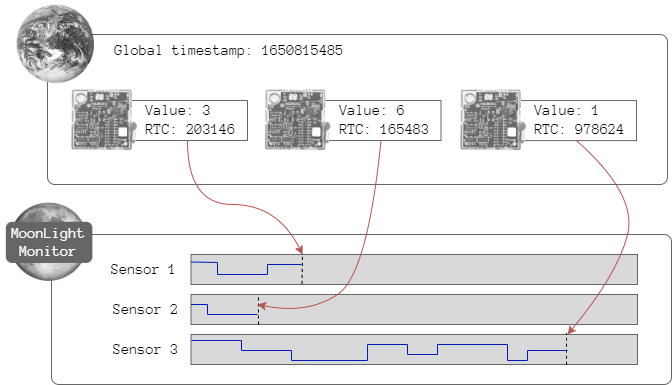 Global timestamp: 1650815485
Value: 3
RTC: 203146
Value: 6
RTC: 165483
Value: 1
RTC: 978624
MoonLight
Monitor
Sensor 1
Sensor 2
Sensor 3